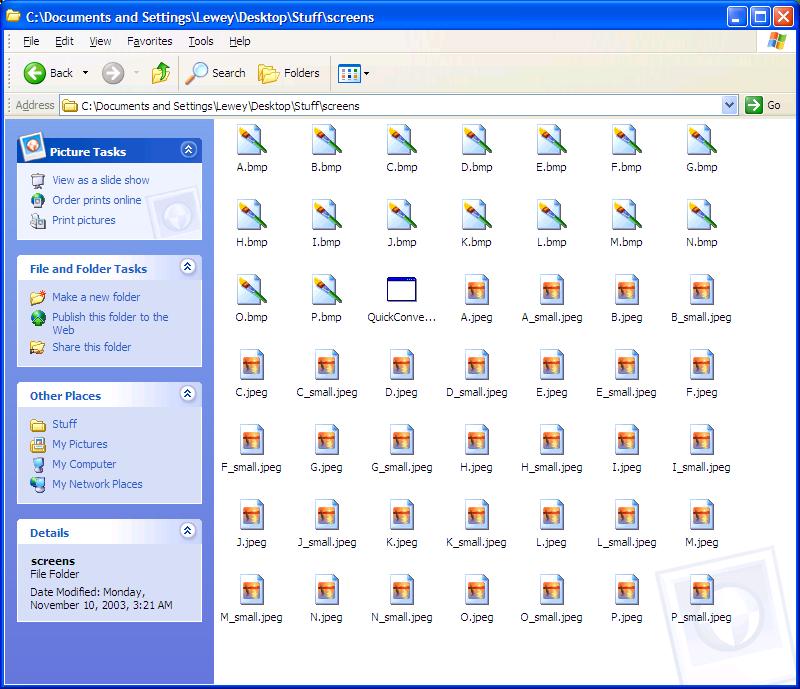 C:\Documents and Settings\Lewey\Desktop\Stuff\screens
File Edit View Favorites Tools Help
Back Search Folders
Address C:\Documents and Settings\Lewey\Desktop\Stuff\screens Go
Picture Tasks
View as a slide show
Order prints online
Print pictures
File and Folder Tasks
Make a new folder
Publish this folder to the
Web
Share this folder
Other Places
Stuff
My Pictures
My Computer
My Network Places
Details
screens
File Folder
Date Modified: Monday,
November 10, 2003, 3:21 AM
A.bmp B.bmp C.bmp D.bmp E.bmp F.bmp G.bmp
H.bmp I.bmp J.bmp K.bmp L.bmp M.bmp N.bmp
O.bmp P.bmp QuickConve... A.jpeg A_small.jpeg B.jpeg B_small.jpeg
C.jpeg C_small.jpeg D.jpeg D_small.jpeg E.jpeg E_small.jpeg F.jpeg
F_small.jpeg G.jpeg G_small.jpeg H.jpeg H_small.jpeg I.jpeg I_small.jpeg
J.jpeg J_small.jpeg K.jpeg K_small.jpeg L.jpeg L_small.jpeg M.jpeg
M_small.jpeg N.jpeg N_small.jpeg O.jpeg O_small.jpeg P.jpeg P_small.jpeg